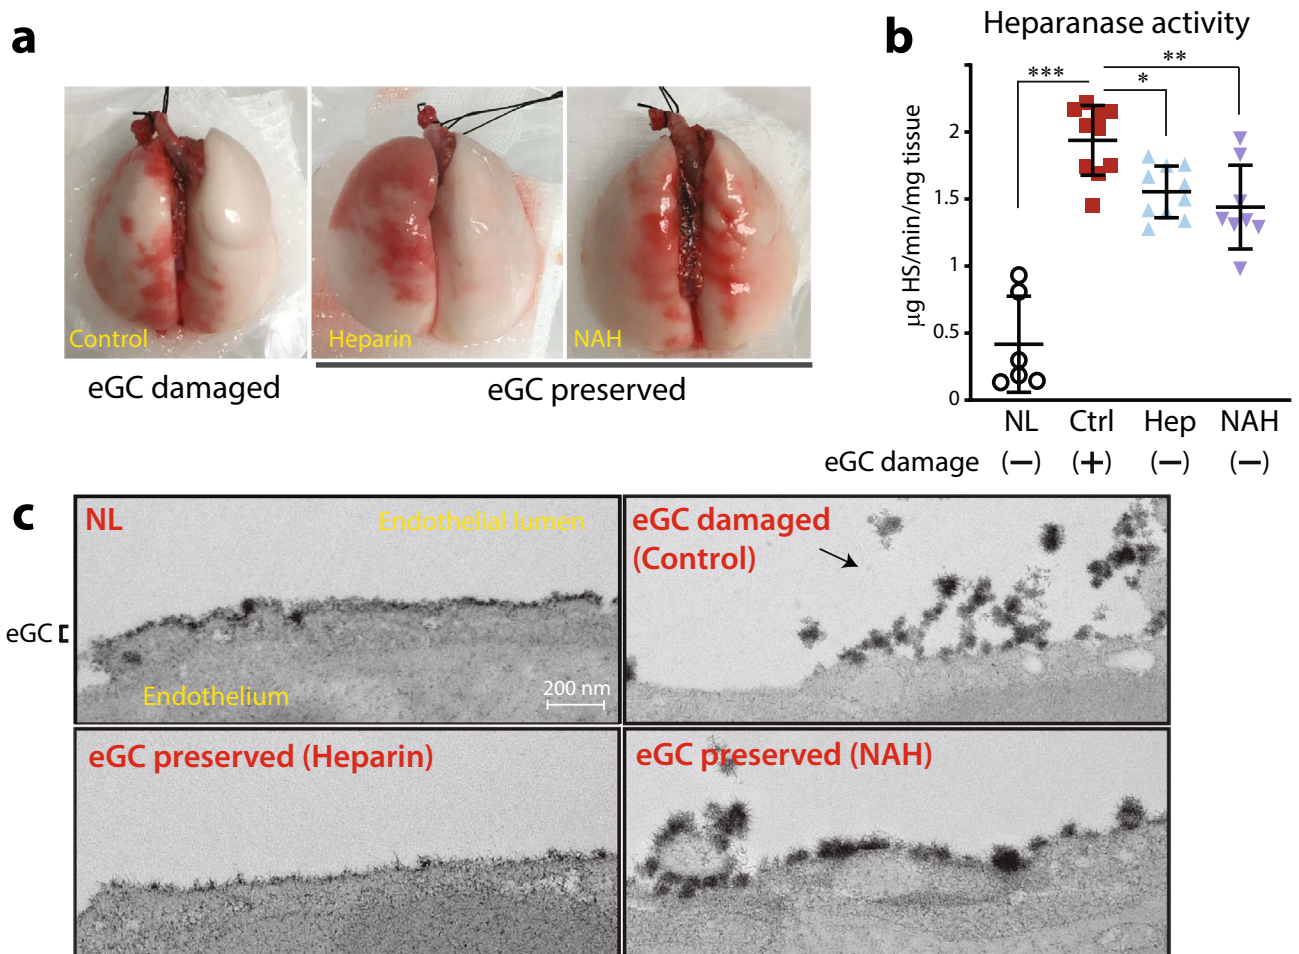 a
Control
Heparin
NAH
eGC damaged
eGC preserved
b
Heparanase activity
***
**
*
µg HS/min/mg tissue
2
1.5
1
0.5
0
NL Ctrl Hep NAH
eGC damage (−) (+) (−) (−)
c
NL
Endothelial lumen
eGC
Endothelium
200 nm
eGC damaged
(Control)
eGC preserved (Heparin)
eGC preserved (NAH)